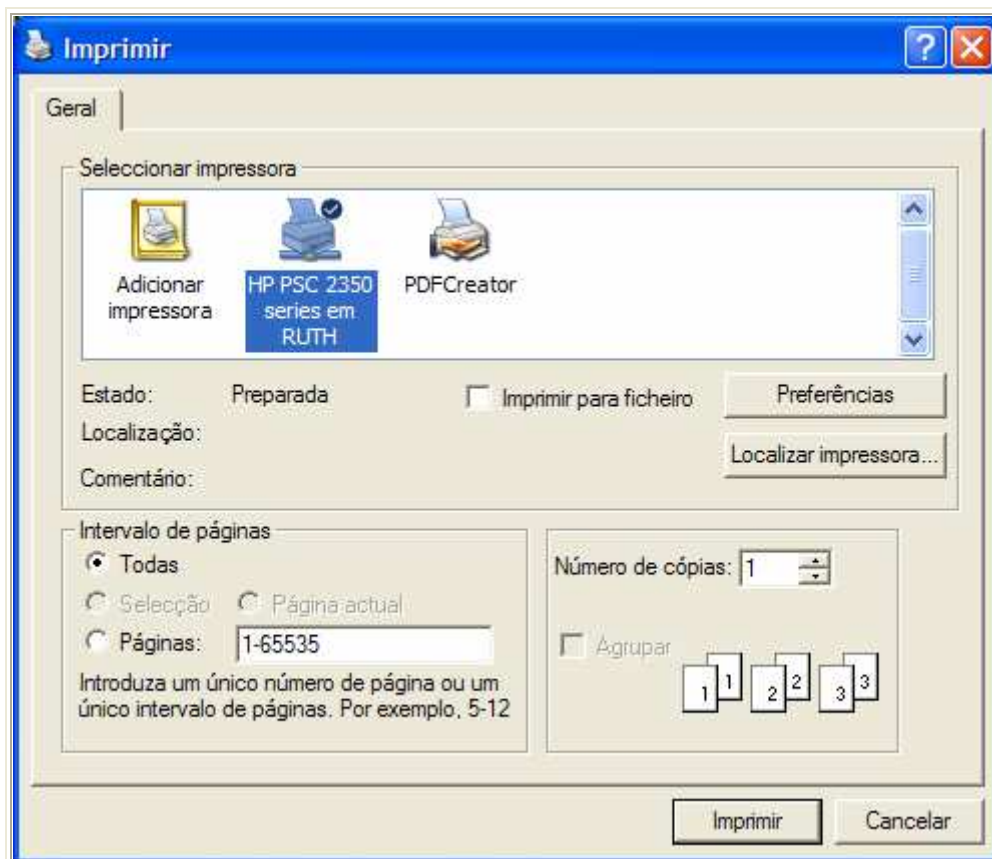 Imprimir
Geral
Seleccionar impressora
Adicionar
impressora
HP PSC 2350
series em
RUTH
PDFCreator
Estado: Preparada
Imprimir para ficheiro
Preferências
Localização:
Localizar impressora...
Comentário:
Intervalo de páginas
Todas
Selecção
Página actual
Páginas: 1-65535
Introduza um único número de página ou um
único intervalo de páginas. Por exemplo, 5-12
Número de cópias: 1
Agrupar
1 1 2 2 3 3
Imprimir
Cancelar